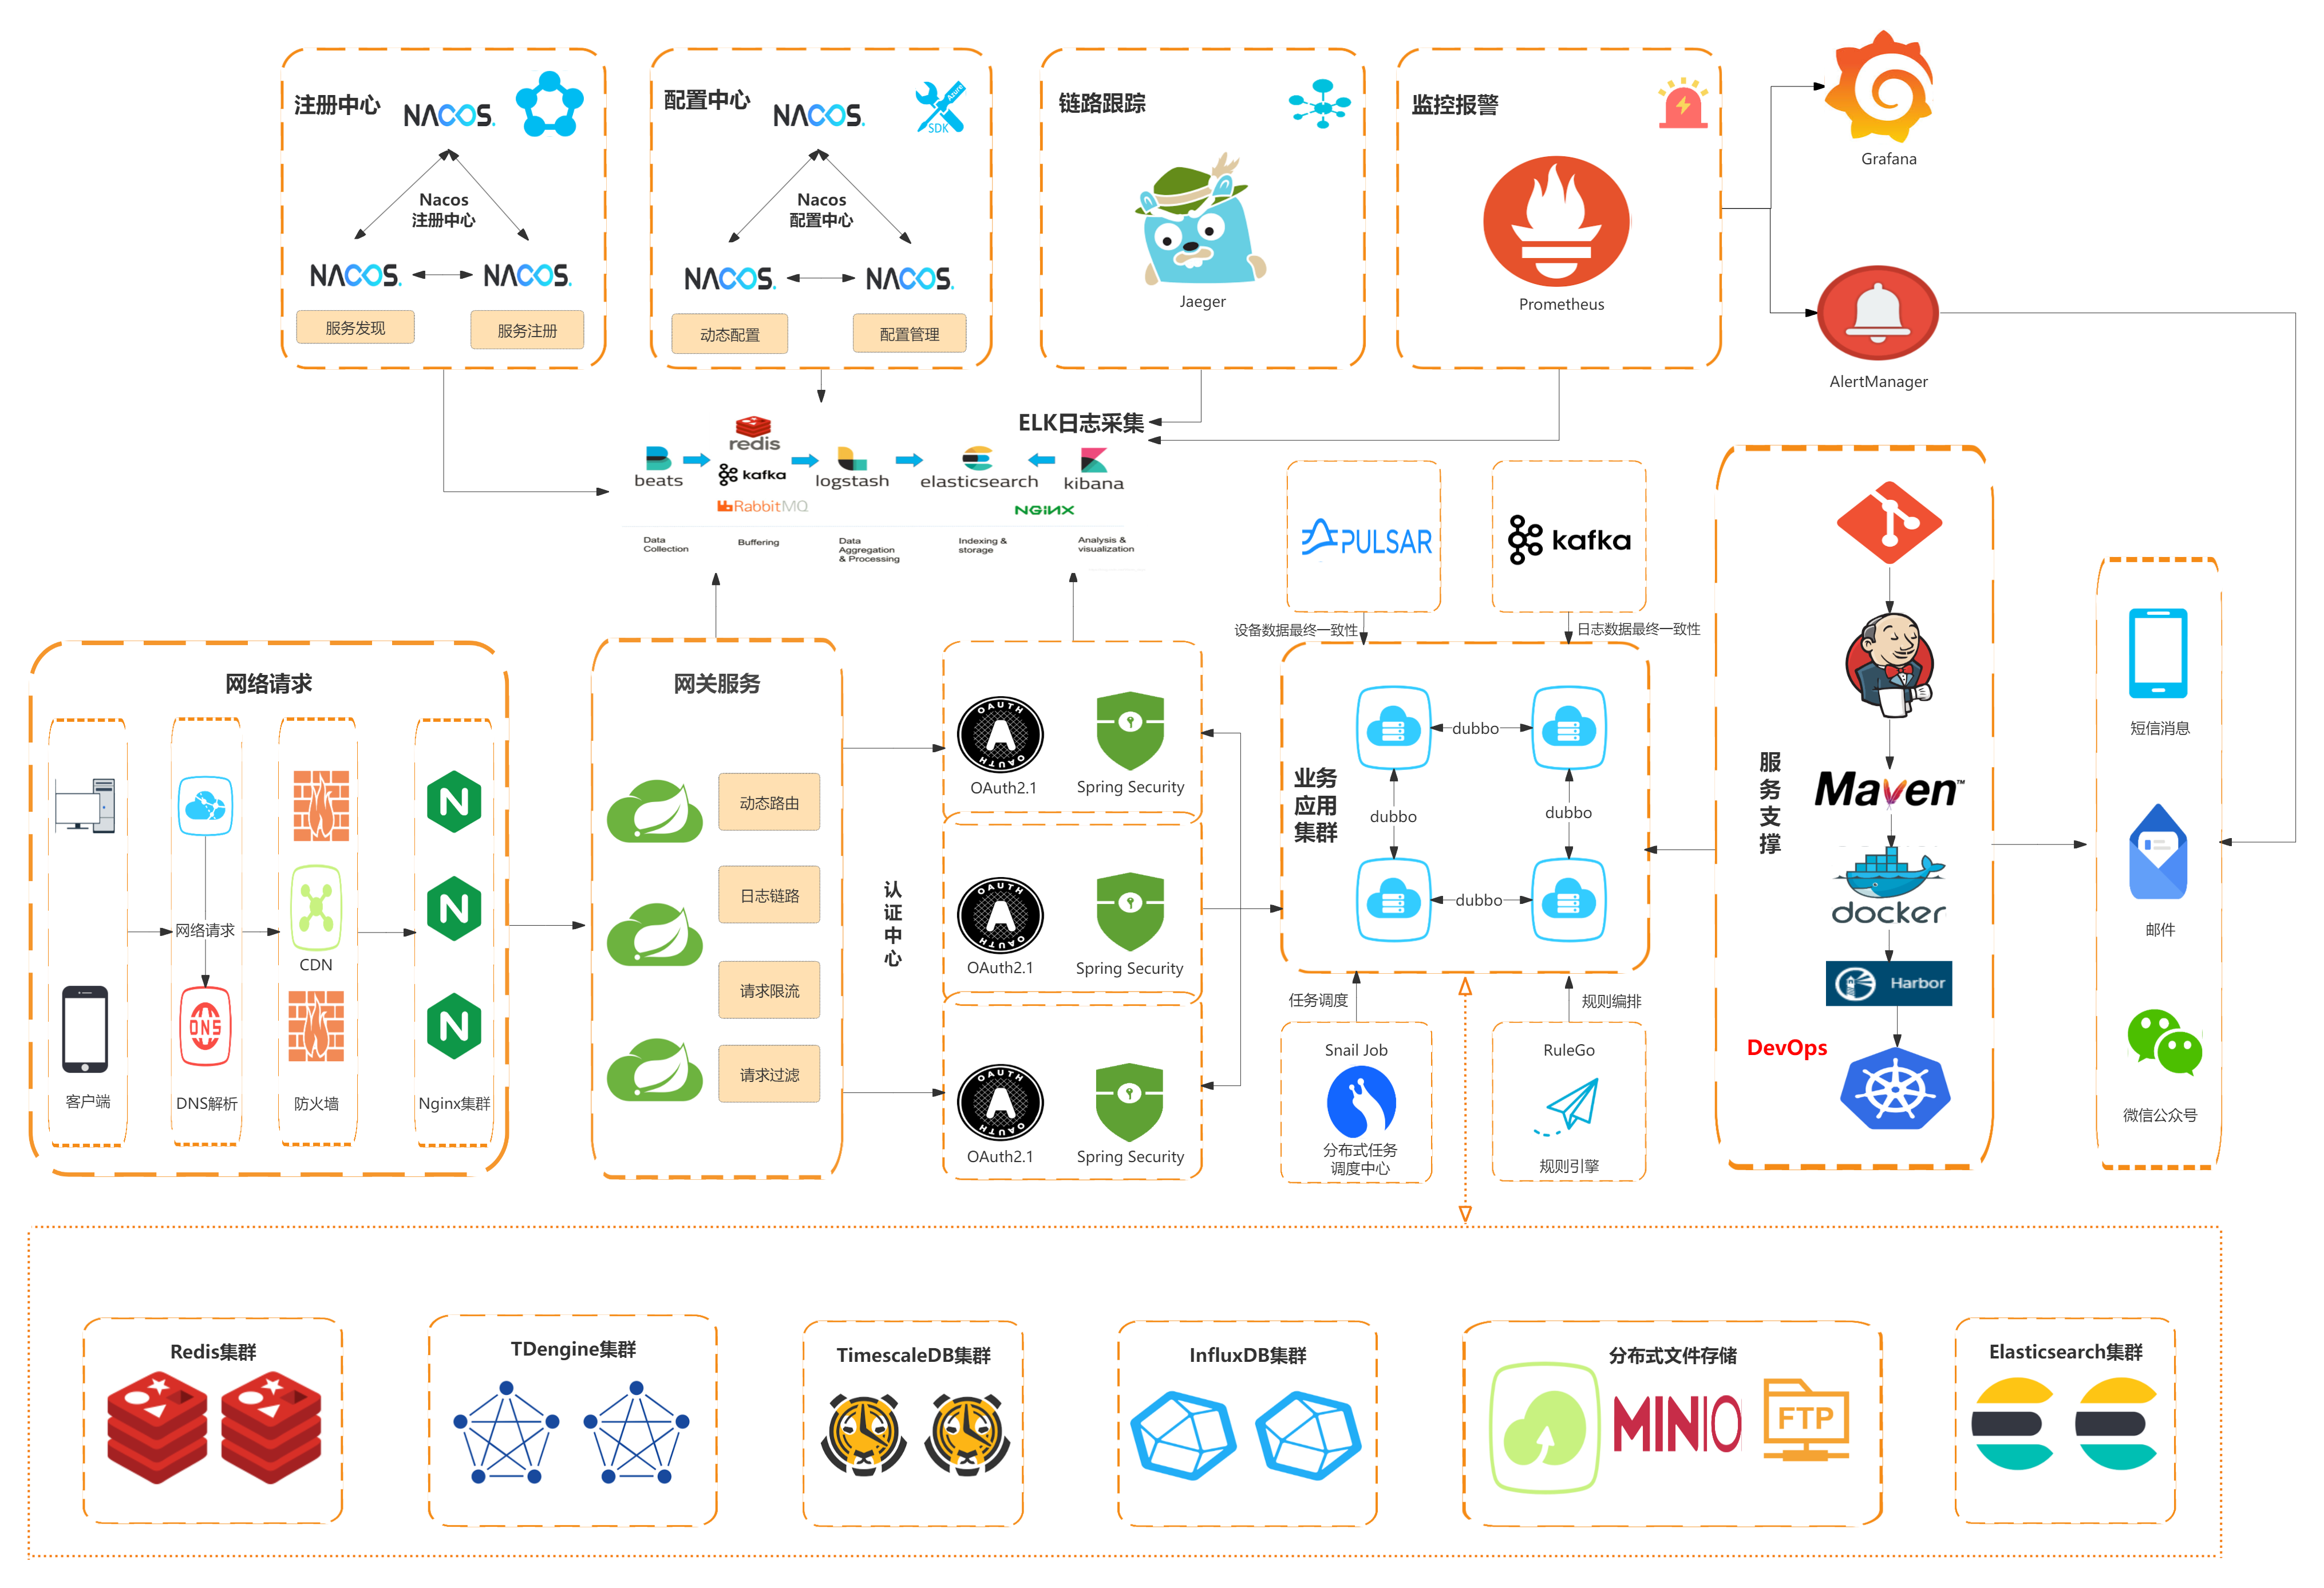 注册中心
NACOS.
Nacos
注册中心
NACOS.
NACOS.
服务发现
服务注册
配置中心
NACOS.
Azure
SDK
Nacos
配置中心
NACOS.
NACOS.
动态配置
配置管理
链路跟踪
Jaeger
监控报警
Prometheus
Grafana
AlertManager
ELK日志采集
redis
beats
kafka
logstash
elasticsearch
kibana
RabbitMQ
NGINX
Data
Collection
Buffering
Data
Aggregation
& Processing
Indexing &
storage
Analysis &
visualization
PULSAR
kafka
设备数据最终一致性
日志数据最终一致性
网络请求
网络请求
CDN
DNS
客户端
DNS解析
防火墙
N
N
N
Nginx集群
网关服务
动态路由
日志链路
请求限流
请求过滤
认
证
中
心
OAUTH
A
OAUTH
OAuth2.1
Spring Security
OAUTH
A
OAUTH
OAuth2.1
Spring Security
OAUTH
A
OAUTH
OAuth2.1
Spring Security
业务
应用
集群
dubbo
dubbo
dubbo
dubbo
任务调度
规则编排
Snail Job
分布式任务
调度中心
RuleGo
规则引擎
服
务
支
撑
Maven™
docker
Harbor
DevOps
短信消息
邮件
微信公众号
Redis集群
TDengine集群
TimescaleDB集群
InfluxDB集群
分布式文件存储
MINIO
FTP
Elasticsearch集群